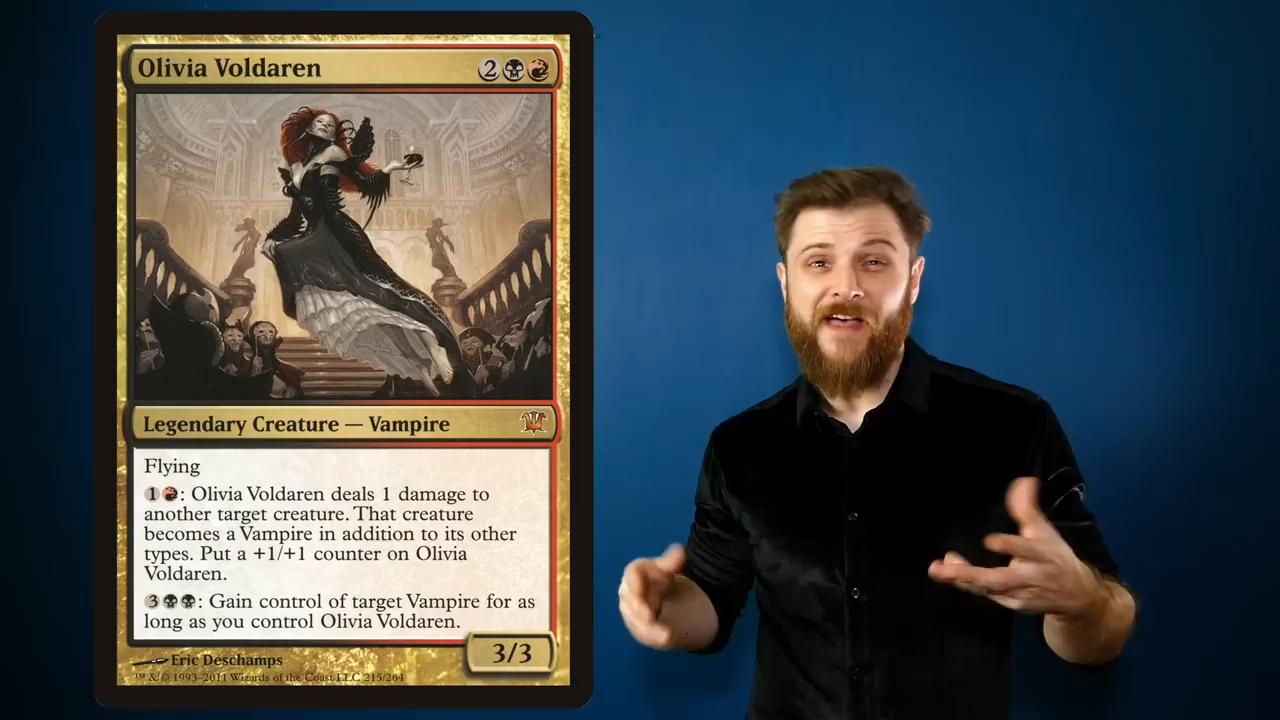 Olivia Voldaren 2
Legendary Creature — Vampire
Flying
1: Olivia Voldaren deals 1 damage to
another target creature. That creature
becomes a Vampire in addition to its other
types. Put a +1/+1 counter on Olivia
Voldaren.
3: Gain control of target Vampire for as
long as you control Olivia Voldaren.
3/3
Eric Deschamps
™ & © 1993–2011 Wizards of the Coast LLC 215/264